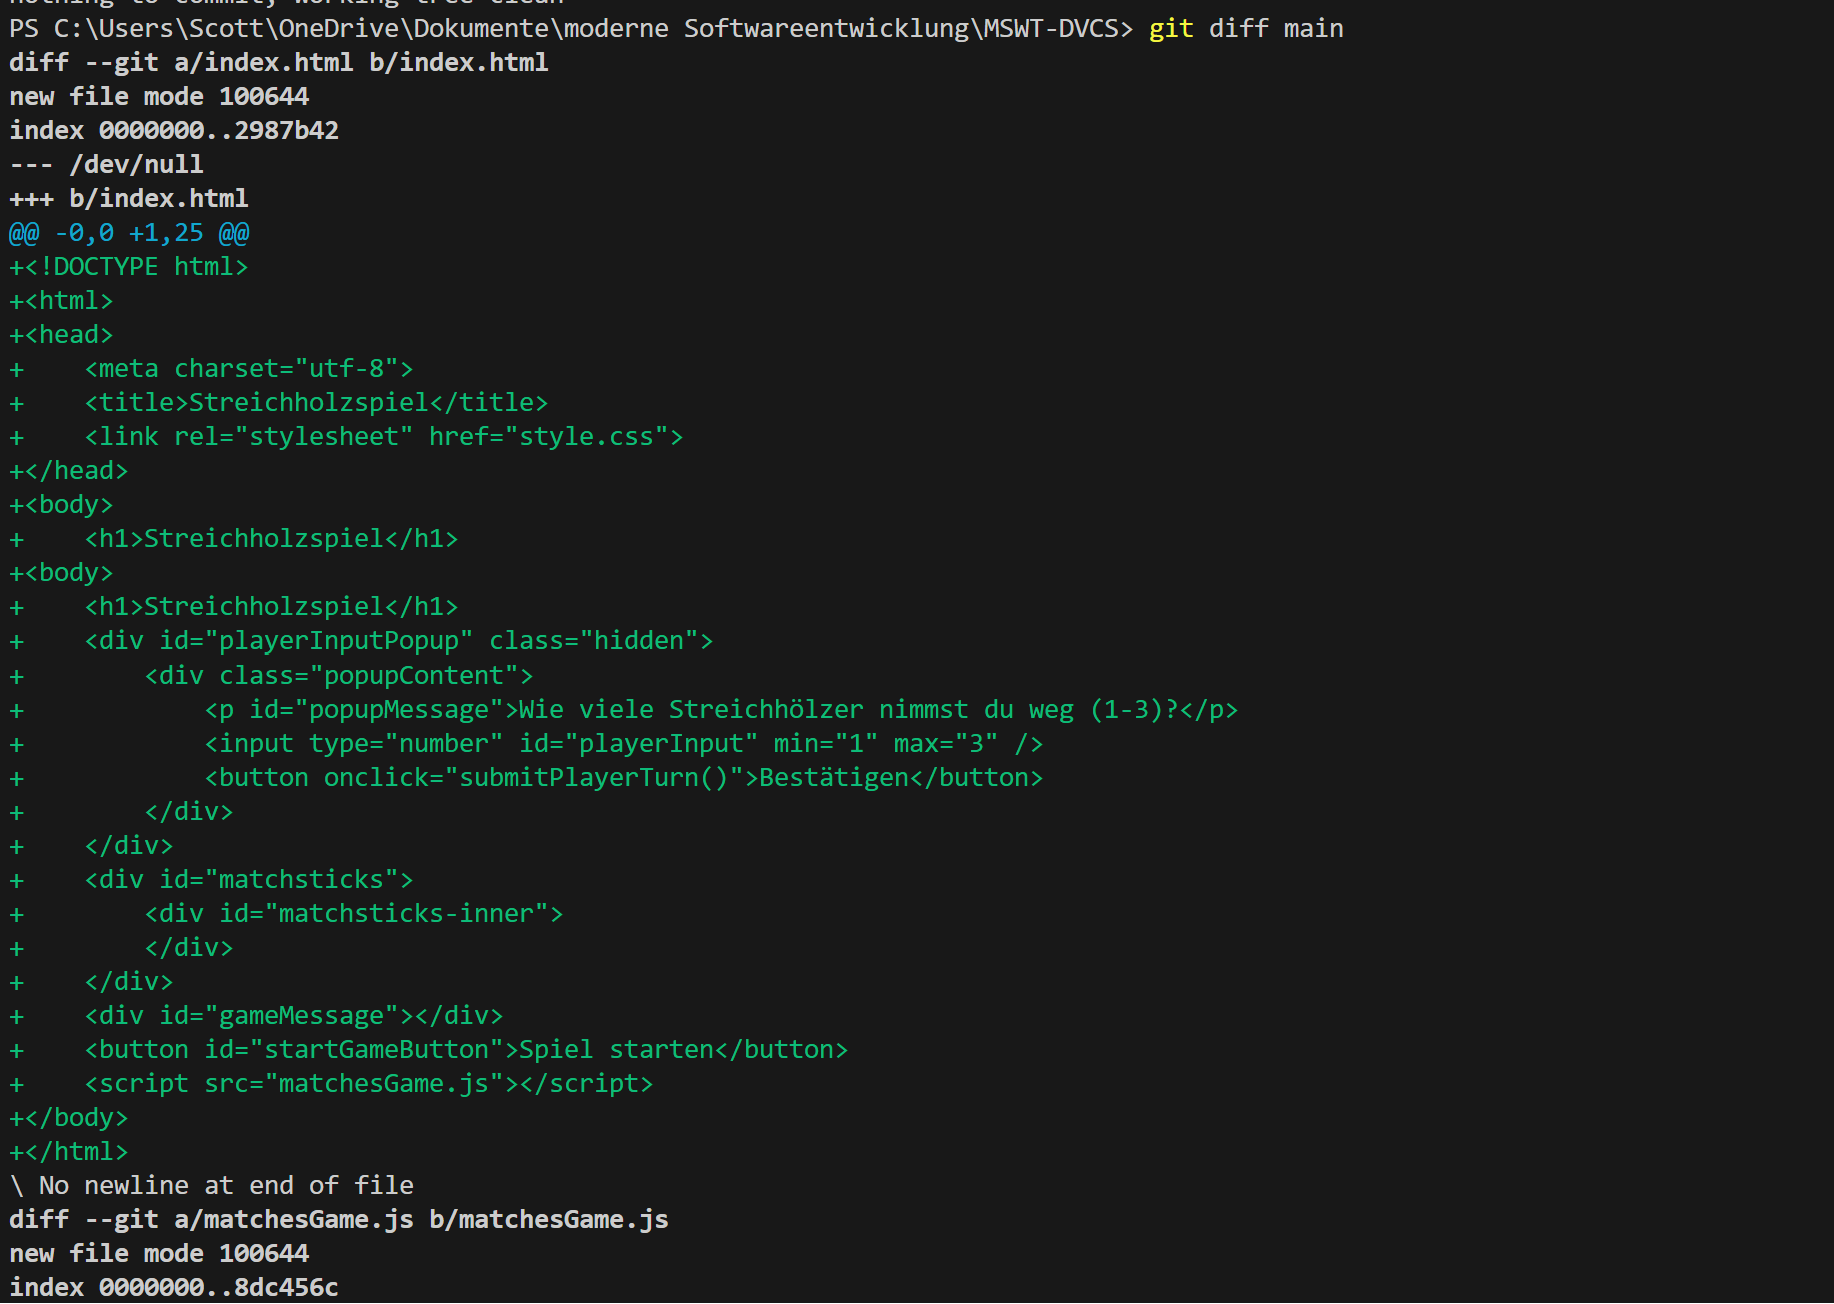 nothing to commit, working tree clean
PS C:\Users\Scott\OneDrive\Dokumente\moderne Softwareentwicklung\MSWT-DVCS> git diff main
diff --git a/index.html b/index.html
new file mode 100644
index 0000000..2987b42
--- /dev/null
+++ b/index.html
@@ -0,0 +1,25 @@
+<!DOCTYPE html>
+<html>
+<head>
+    <meta charset="utf-8">
+    <title>Streichholzspiel</title>
+    <link rel="stylesheet" href="style.css">
+</head>
+<body>
+    <h1>Streichholzspiel</h1>
+<body>
+    <h1>Streichholzspiel</h1>
+    <div id="playerInputPopup" class="hidden">
+        <div class="popupContent">
+            <p id="popupMessage">Wie viele Streichhölzer nimmst du weg (1-3)?</p>
+            <input type="number" id="playerInput" min="1" max="3" />
+            <button onclick="submitPlayerTurn()">Bestätigen</button>
+        </div>
+    </div>
+    <div id="matchsticks">
+        <div id="matchsticks-inner">
+        </div>
+    </div>
+    <div id="gameMessage"></div>
+    <button id="startGameButton">Spiel starten</button>
+    <script src="matchesGame.js"></script>
+</body>
+</html>
\ No newline at end of file
diff --git a/matchesGame.js b/matchesGame.js
new file mode 100644
index 0000000..8dc456c